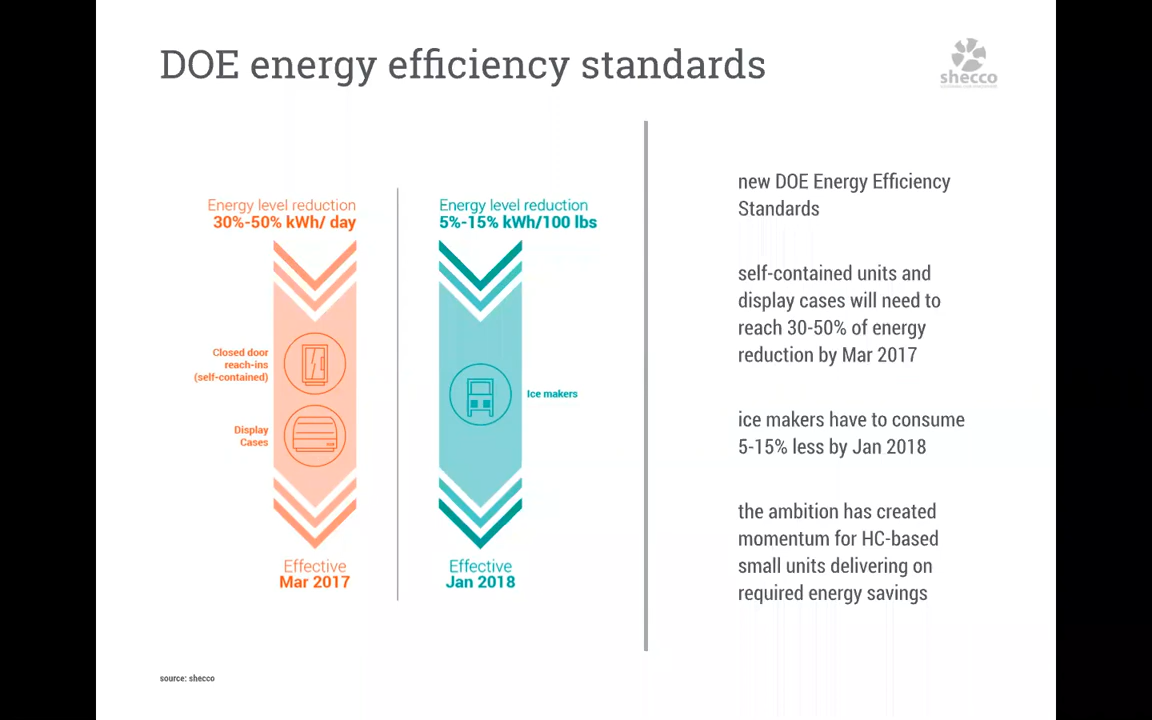 DOE energy efficiency standards
shecco
Energy level reduction
30%-50% kWh/ day
Closed door
reach-ins
(self-contained)
Display
Cases
Effective
Mar 2017
Energy level reduction
5%-15% kWh/100 lbs
Ice makers
Effective
Jan 2018
new DOE Energy Efficiency
Standards
self-contained units and
display cases will need to
reach 30-50% of energy
reduction by Mar 2017
ice makers have to consume
5-15% less by Jan 2018
the ambition has created
momentum for HC-based
small units delivering on
required energy savings
source: shecco